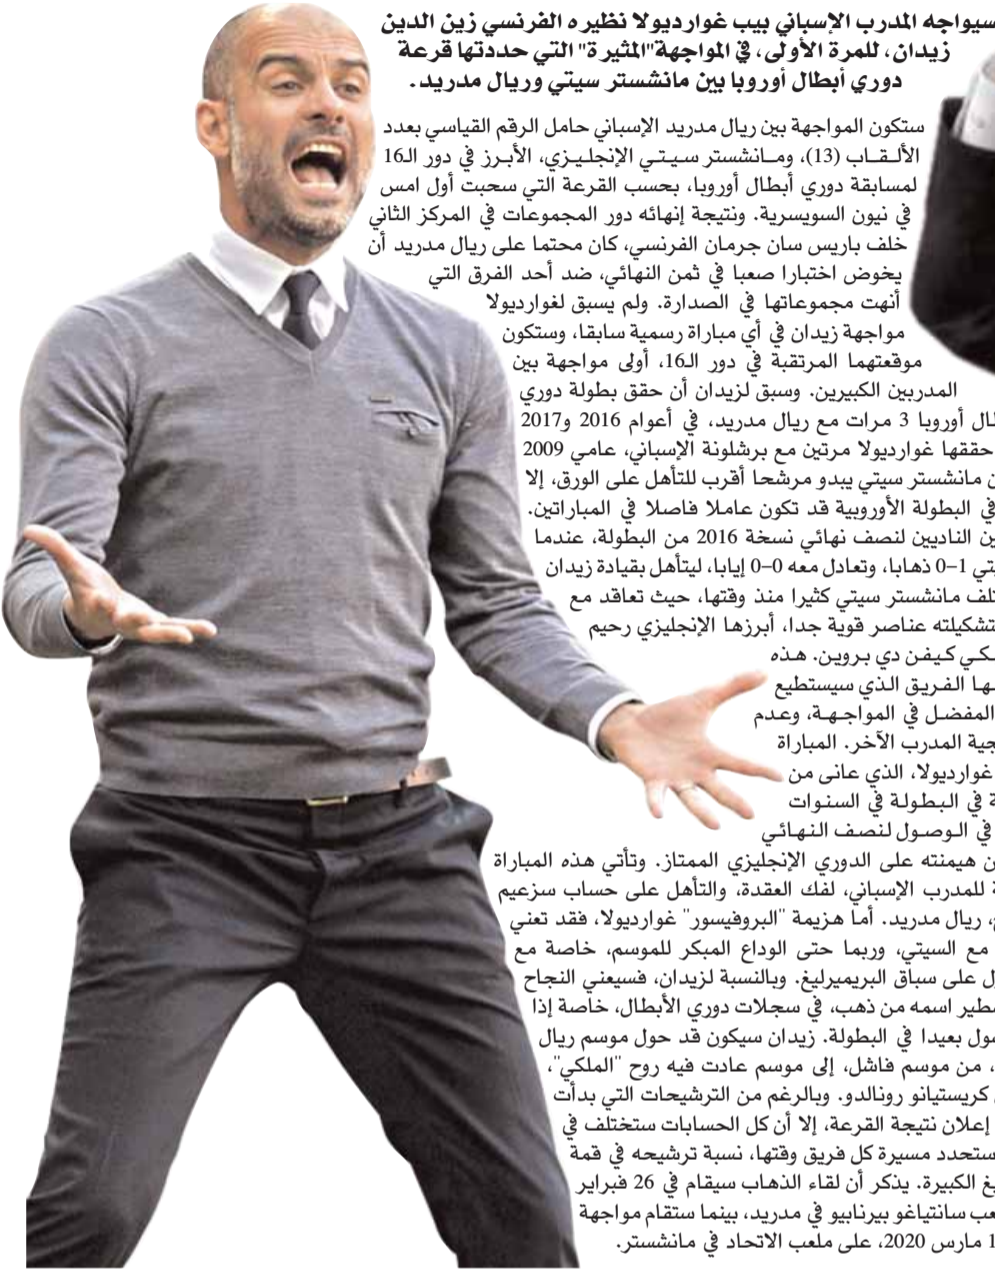 سيواجه المدرب الإسباني بيب غوارديولا نظيره الفرنسي زين الدين
زيدان، للمرة الأولى، في المواجهة "المثيرة" التي حددتها قرعة
دوري أبطال أوروبا بين مانشستر سيتي وريال مدريد.
ستكون المواجهة بين ريال مدريد الإسباني حامل الرقم القياسي بعدد
الألقاب (13)، ومانشستر سيتي الإنجليزي، الأبرز في دور الـ16
لمسابقة دوري أبطال أوروبا، بحسب القرعة التي سحبت أول امس
في نيون السويسرية. ونتيجة إنهائه دور المجموعات في المركز الثاني
خلف باريس سان جرمان الفرنسي، كان محتما على ريال مدريد أن
يخوض اختبارا صعبا في ثمن النهائي، ضد أحد الفرق التي
أنهت مجموعاتها في الصدارة. ولم يسبق لغوارديولا
مواجهة زيدان في أي مباراة رسمية سابقا، وستكون
موقعتهما المرتقبة في دور الـ16، أولى مواجهة بين
المدربين الكبيرين. وسبق لزيدان أن حقق بطولة دوري
أوروبا 3 مرات مع ريال مدريد، في أعوام 2016 و2017
حققها غوارديولا مرتين مع برشلونة الإسباني، عامي 2009
مانشستر سيتي يبدو مرشحا أقرب للتأهل على الورق، إلا
في البطولة الأوروبية قد تكون عاملا فاصلا في المباراتين.
الناديين لنصف نهائي نسخة 2016 من البطولة، عندما
1–0 ذهابا، وتعادل معه 0–0 إيابا، ليتأهل بقيادة زيدان
مانشستر سيتي كثيرا منذ وقتها، حيث تعاقد مع
تشكيلته عناصر قوية جدا، أبرزها الإنجليزي رحيم
كيفن دي بروين. هذه
الفريق الذي سيستطيع
المفضل في المواجهة، وعدم
المدرب الآخر. المباراة
غوارديولا، الذي عانى من
في البطولة في السنوات
في الوصول لنصف النهائي
هيمنته على الدوري الإنجليزي الممتاز. وتأتي هذه المباراة
للمدرب الإسباني، لفك العقدة، والتأهل على حساب سزعيم
ريال مدريد. أما هزيمة "البروفيسور" غوارديولا، فقد تعني
مع السيتي، وربما حتى الوداع المبكر للموسم، خاصة مع
على سباق البريميرليغ. وبالنسبة لزيدان، فسيعني النجاح
اسمه من ذهب، في سجلات دوري الأبطال، خاصة إذا
بعيدا في البطولة. زيدان سيكون قد حول موسم ريال
، من موسم فاشل، إلى موسم عادت فيه روح "الملكي"،
كريستيانو رونالدو. وبالرغم من الترشيحات التي بدأت
إعلان نتيجة القرعة، إلا أن كل الحسابات ستختلف في
ستحدد مسيرة كل فريق وقتها، نسبة ترشيحه في قمة
الكبيرة. يذكر أن لقاء الذهاب سيقام في 26 فبراير
سانتياغو بيرنابيو في مدريد، بينما ستقام مواجهة
مارس 2020، على ملعب الاتحاد في مانشستر.